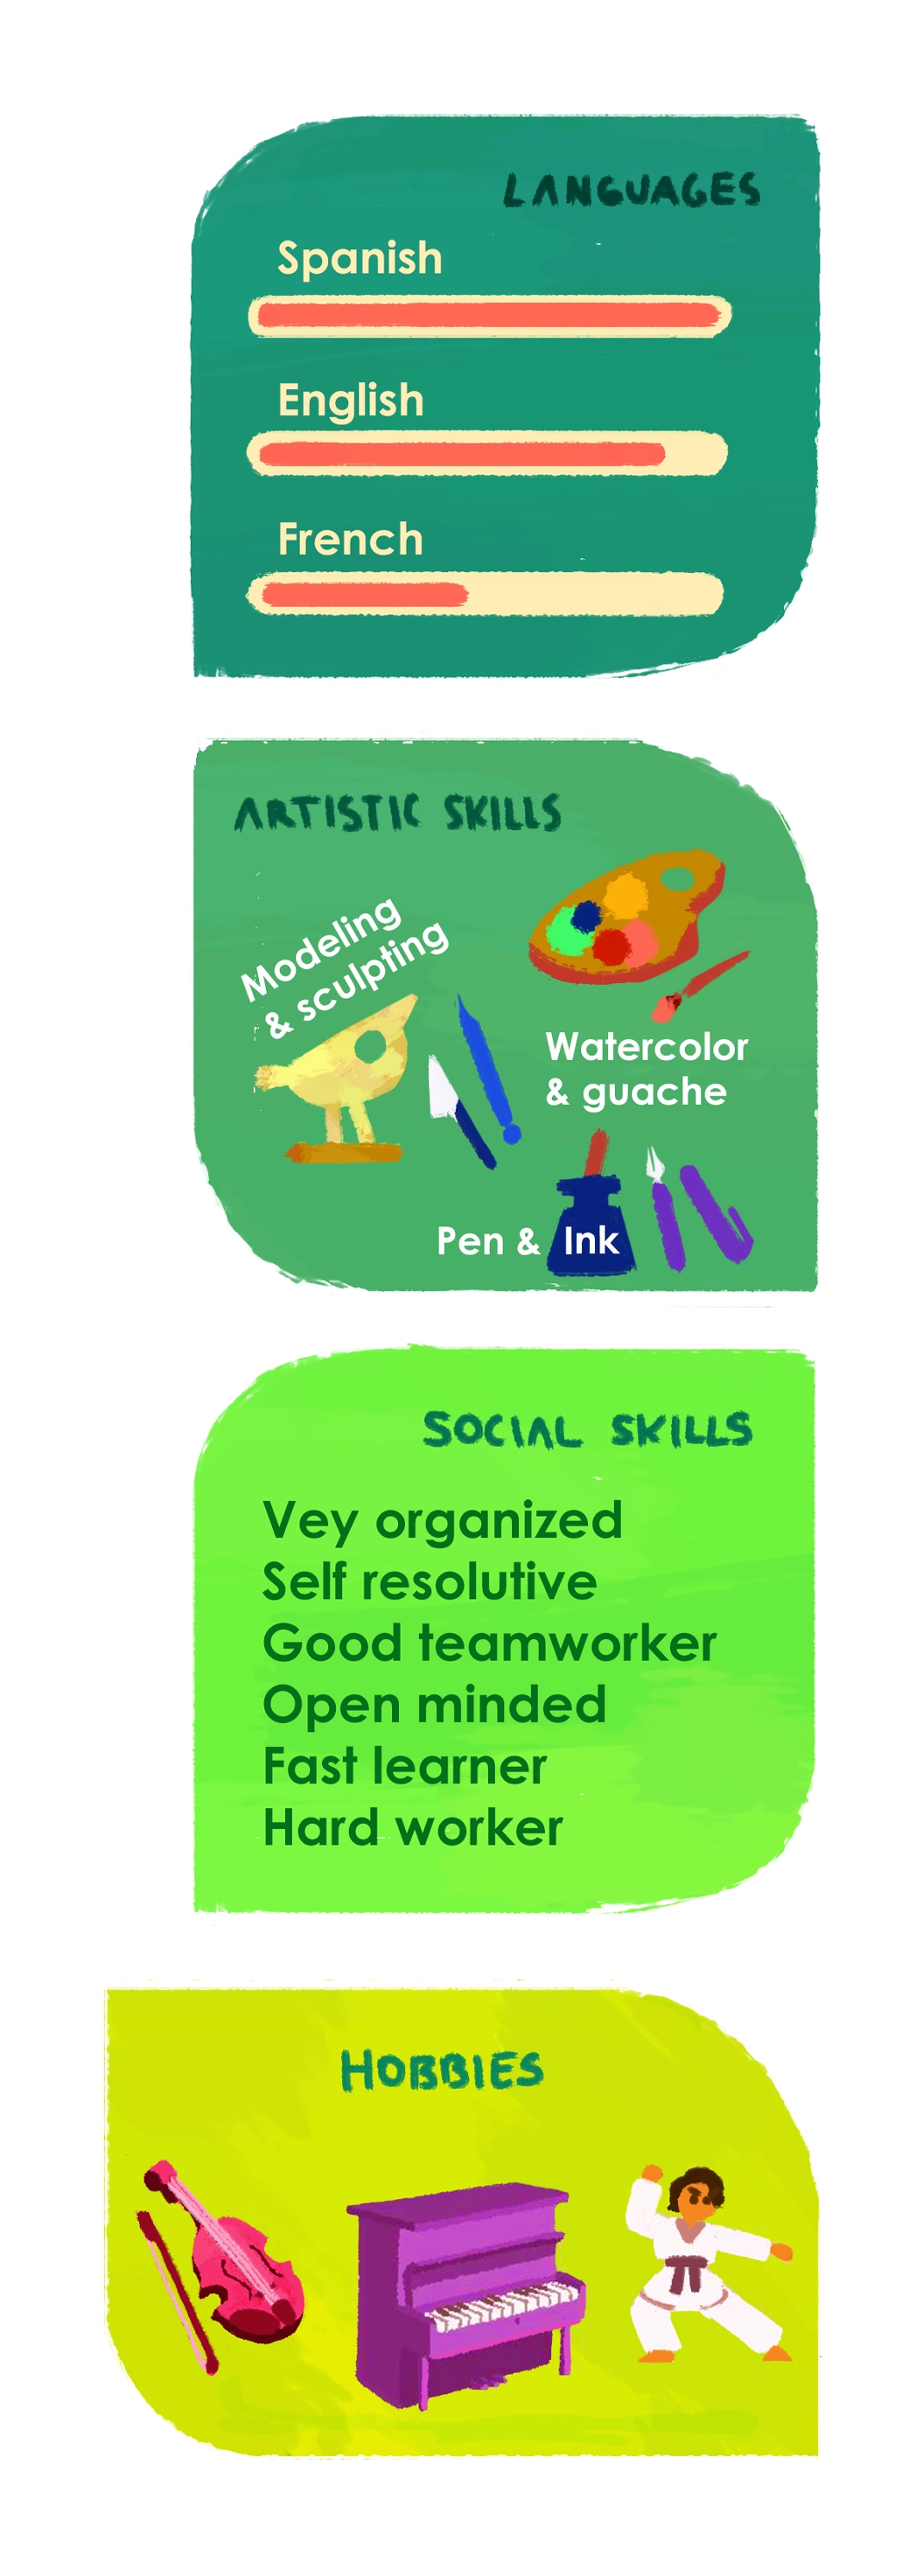 LANGUAGES
Spanish
English
French
ARTISTIC SKILLS
Modeling
& sculpting
Watercolor
& guache
Pen & Ink
SOCIAL SKILLS
Vey organized
Self resolutive
Good teamworker
Open minded
Fast learner
Hard worker
HOBBIES